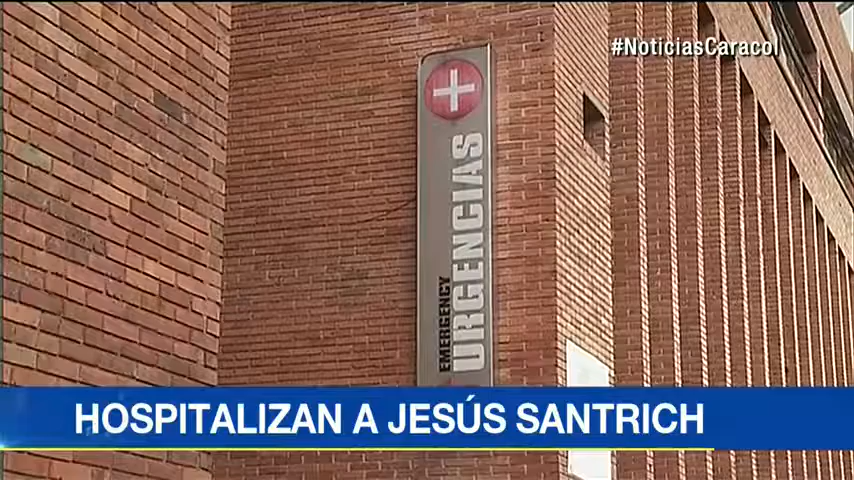 #NoticiasCaracol
EMERGENCY
URGENCIAS
HOSPITALIZAN A JESÚS SANTRICH